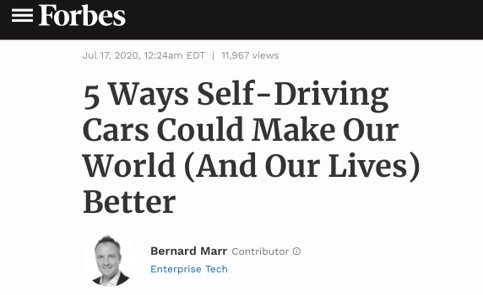 Forbes
Jul 17, 2020, 12:24am EDT | 11,967 views
5 Ways Self-Driving
Cars Could Make Our
World (And Our Lives)
Better
Bernard Marr Contributor
Enterprise Tech